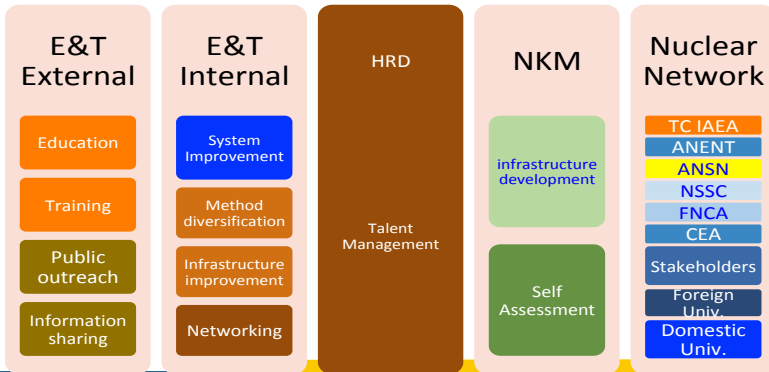 E&T
External
Education
Training
Public
outreach
Information
sharing
E&T
Internal
System
Improvement
Method
diversification
Infrastructure
improvement
Networking
HRD
Talent
Management
NKM
infrastructure
development
Self
Assessment
Nuclear
Network
TC IAEA
ANENT
ANSN
NSSC
FNCA
CEA
Stakeholders
Foreign
Univ.
Domestic
Univ.